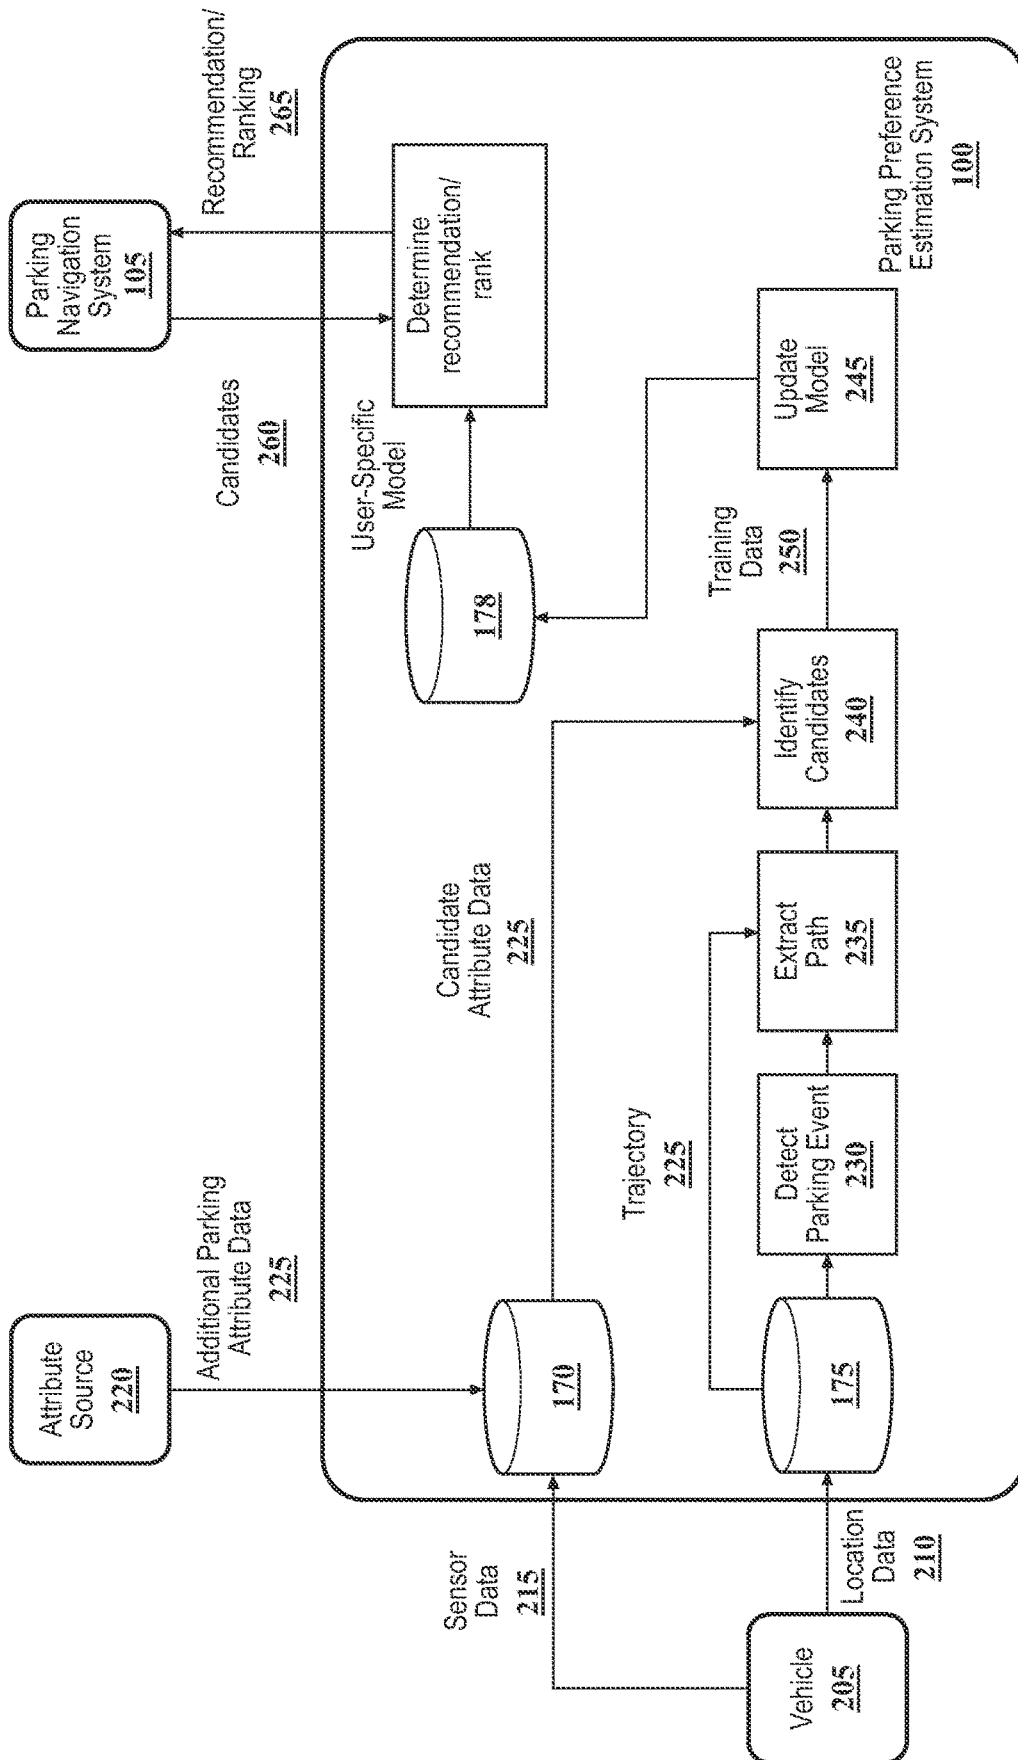 Attribute
Source
220
Additional Parking
Attribute Data
225
Parking
Navigation
System
105
Candidates
260
Recommendation/
Ranking
265
Sensor
Data
215
170
Candidate
Attribute Data
225
178
User-Specific
Model
Determine
recommendation/
rank
Vehicle
205
Location
Data
210
175
Trajectory
225
Detect
Parking Event
230
Extract
Path
235
Identify
Candidates
240
Training
Data
250
Update
Model
245
Parking Preference
Estimation System
100